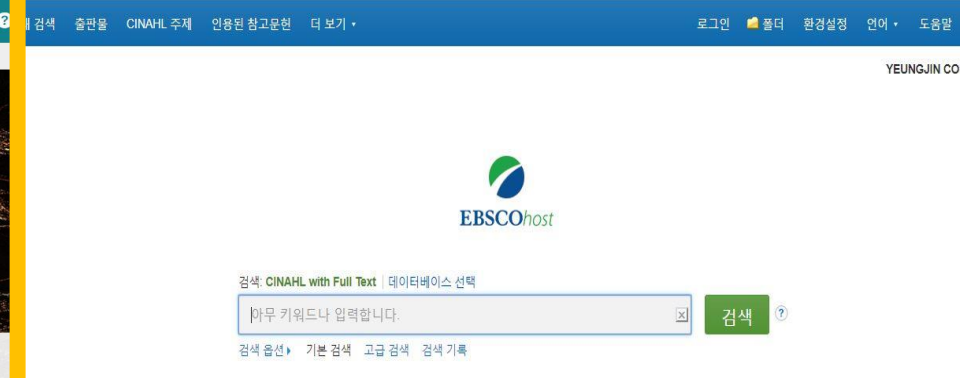 검색 출판물 CINAHL 주제 인용된 참고문헌 더 보기 로그인 폴더 환경설정 언어 도움말
YEUNGJIN CO
EBSCOhost
검색: CINAHL with Full Text 데이터베이스 선택
아무 키워드나 입력합니다. x 검색 ?
검색 옵션 기본 검색 고급 검색 검색 기록